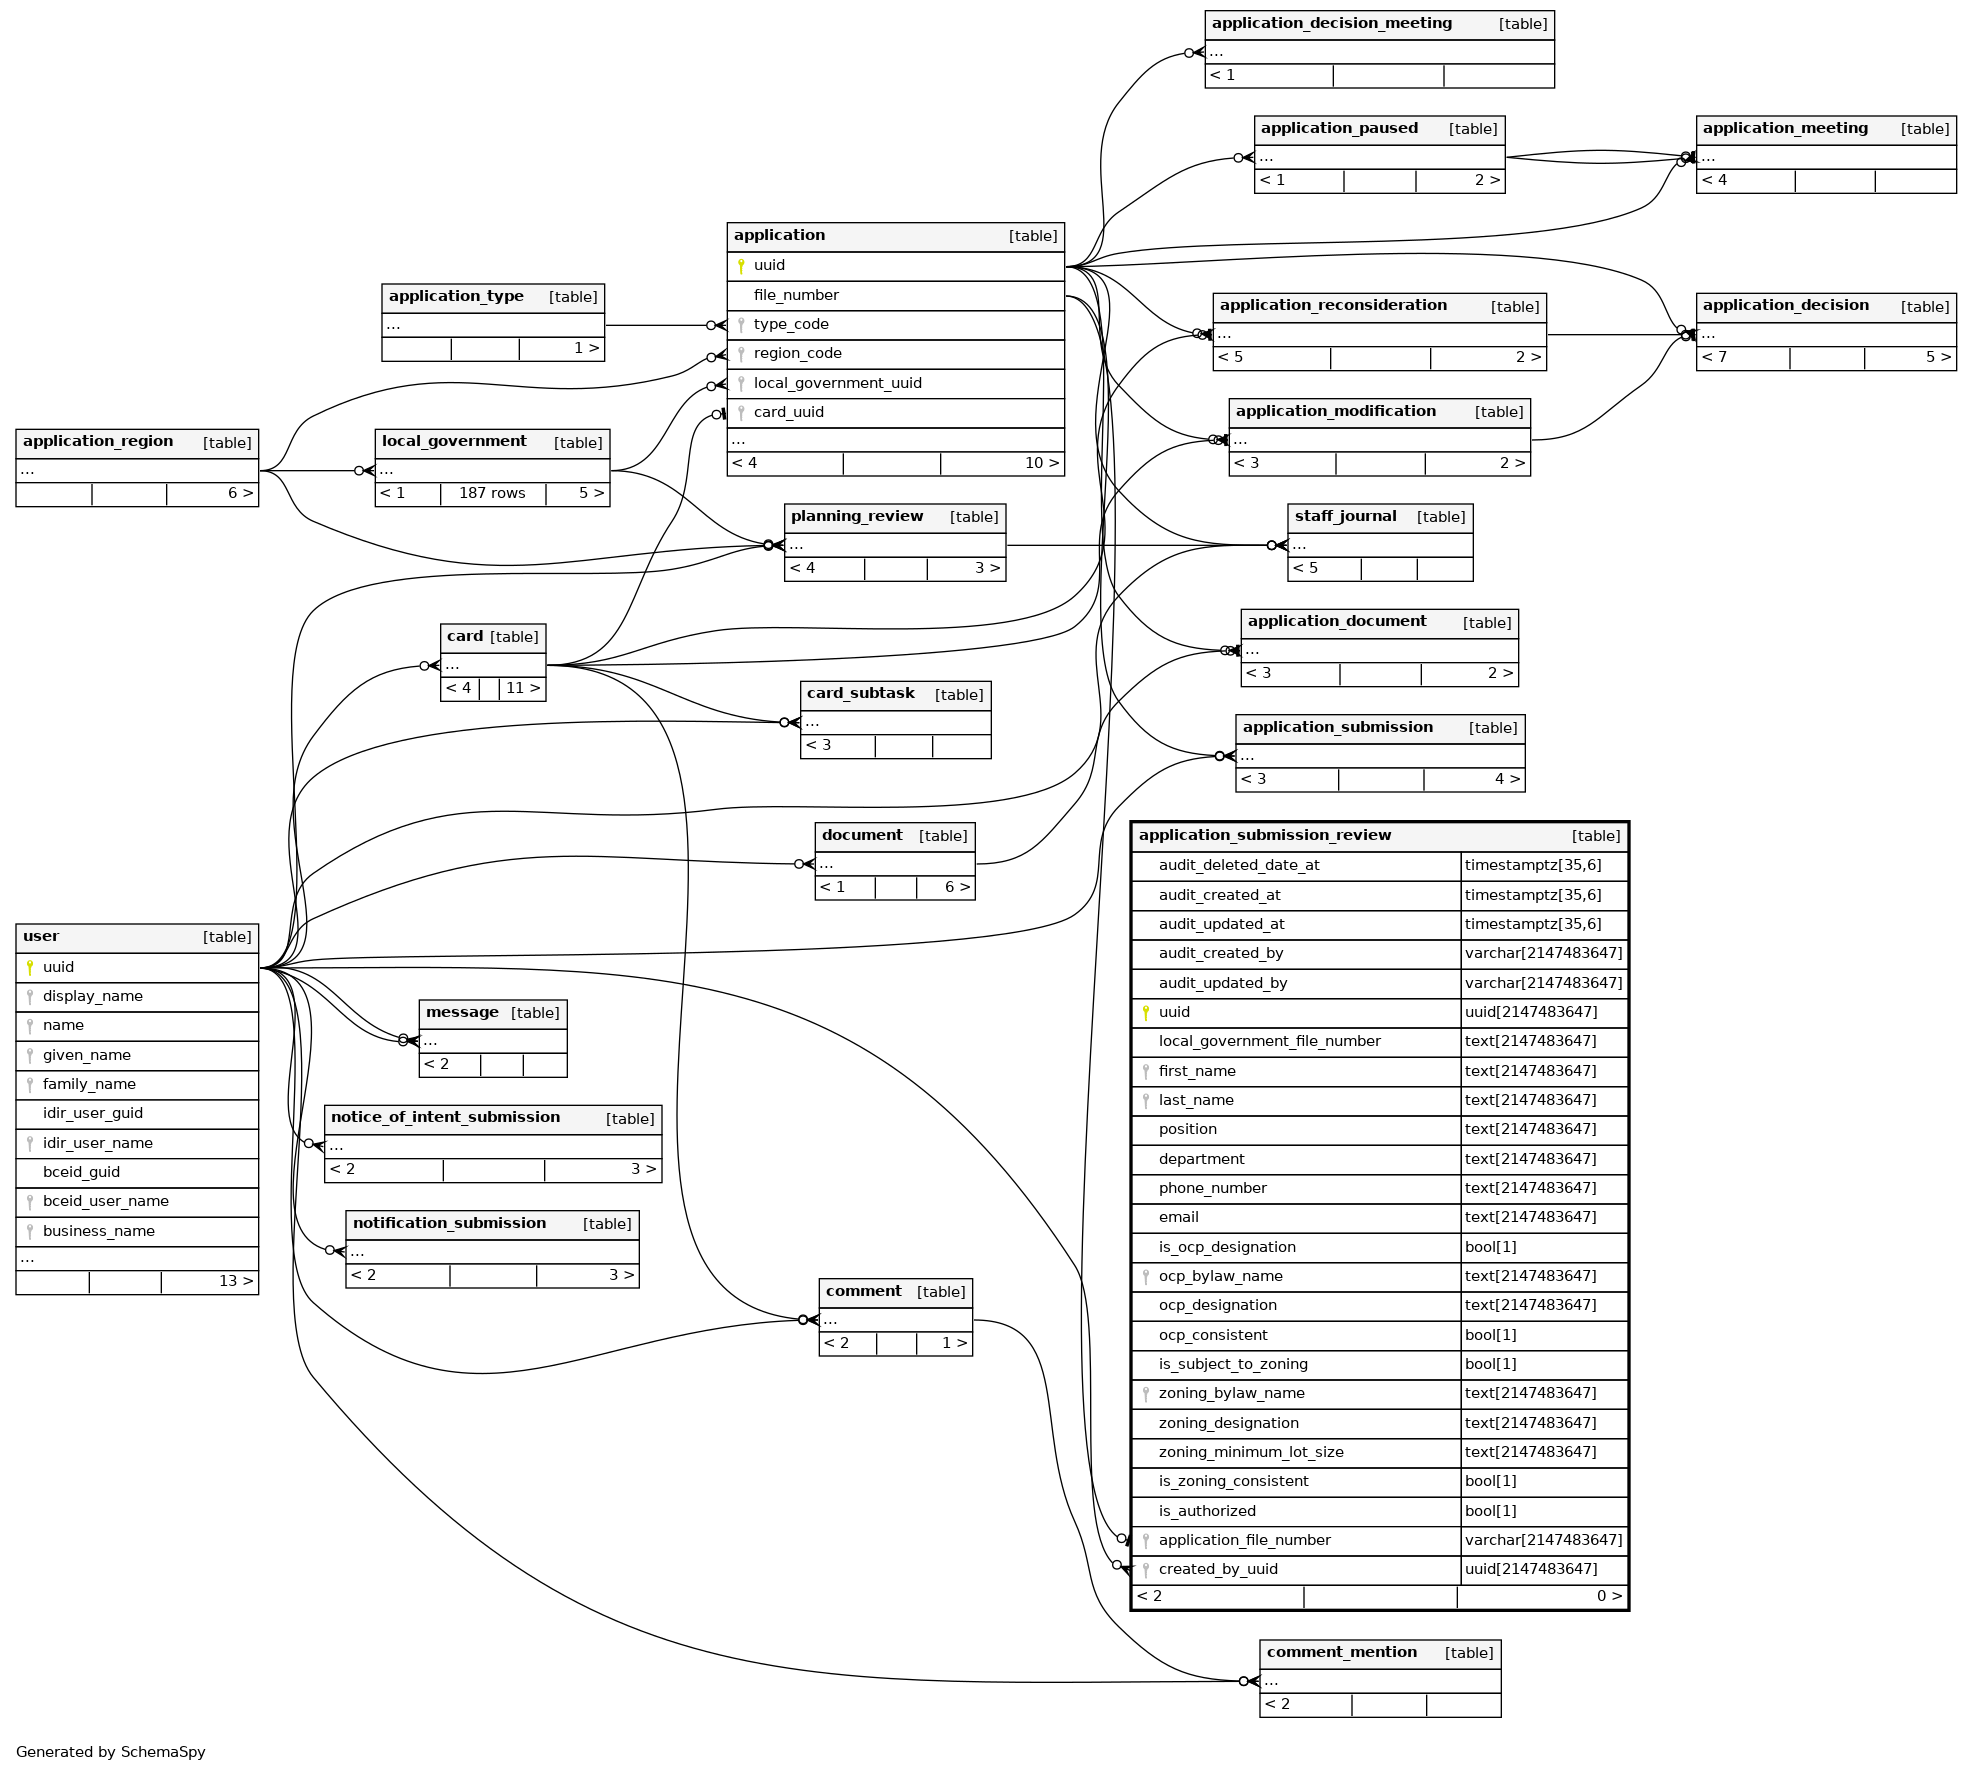 application_decision_meeting [table]
...
< 1
application_paused [table]
...
< 1 2 >
application_meeting [table]
...
< 4
application [table]
uuid
file_number
type_code
region_code
local_government_uuid
card_uuid
...
< 4 10 >
application_type [table]
...
1 >
application_reconsideration [table]
...
< 5 2 >
application_decision [table]
...
< 7 5 >
application_modification [table]
...
< 3 2 >
application_region [table]
...
6 >
local_government [table]
...
< 1 187 rows 5 >
planning_review [table]
...
< 4 3 >
staff_journal [table]
...
< 5
card [table]
...
< 4 11 >
application_document [table]
...
< 3 2 >
card_subtask [table]
...
< 3
application_submission [table]
...
< 3 4 >
document [table]
...
< 1 6 >
application_submission_review [table]
audit_deleted_date_at timestamptz[35,6]
audit_created_at timestamptz[35,6]
audit_updated_at timestamptz[35,6]
audit_created_by varchar[2147483647]
audit_updated_by varchar[2147483647]
uuid uuid[2147483647]
local_government_file_number text[2147483647]
first_name text[2147483647]
last_name text[2147483647]
position text[2147483647]
department text[2147483647]
phone_number text[2147483647]
email text[2147483647]
is_ocp_designation bool[1]
ocp_bylaw_name text[2147483647]
ocp_designation text[2147483647]
ocp_consistent bool[1]
is_subject_to_zoning bool[1]
zoning_bylaw_name text[2147483647]
zoning_designation text[2147483647]
zoning_minimum_lot_size text[2147483647]
is_zoning_consistent bool[1]
is_authorized bool[1]
application_file_number varchar[2147483647]
created_by_uuid uuid[2147483647]
< 2 0 >
user [table]
uuid
display_name
name
given_name
family_name
idir_user_guid
idir_user_name
bceid_guid
bceid_user_name
business_name
...
13 >
message [table]
...
< 2
notice_of_intent_submission [table]
...
< 2 3 >
notification_submission [table]
...
< 2 3 >
comment [table]
...
< 2 1 >
comment_mention [table]
...
< 2
Generated by SchemaSpy